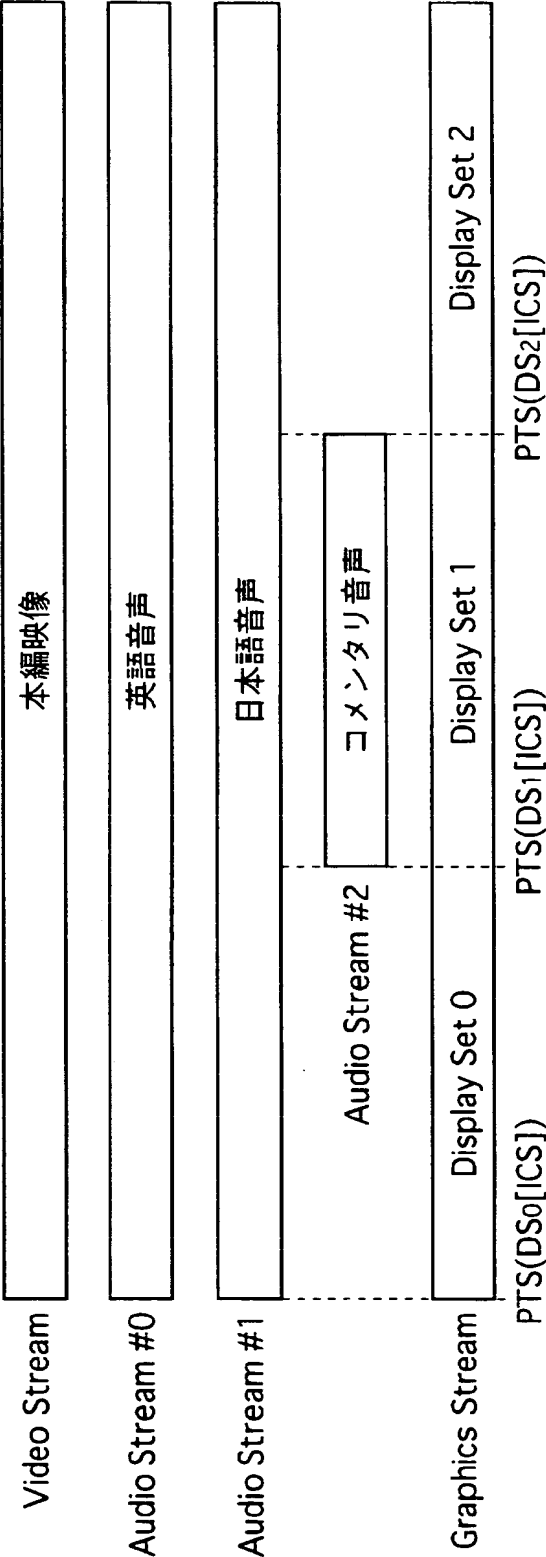 Video Stream
本編映像
Audio Stream #0
英語音声
Audio Stream #1
日本語音声
Audio Stream #2
コメンタリ音声
Graphics Stream
Display Set 0
Display Set 1
Display Set 2
PTS(DS0[ICS])
PTS(DS1[ICS])
PTS(DS2[ICS])